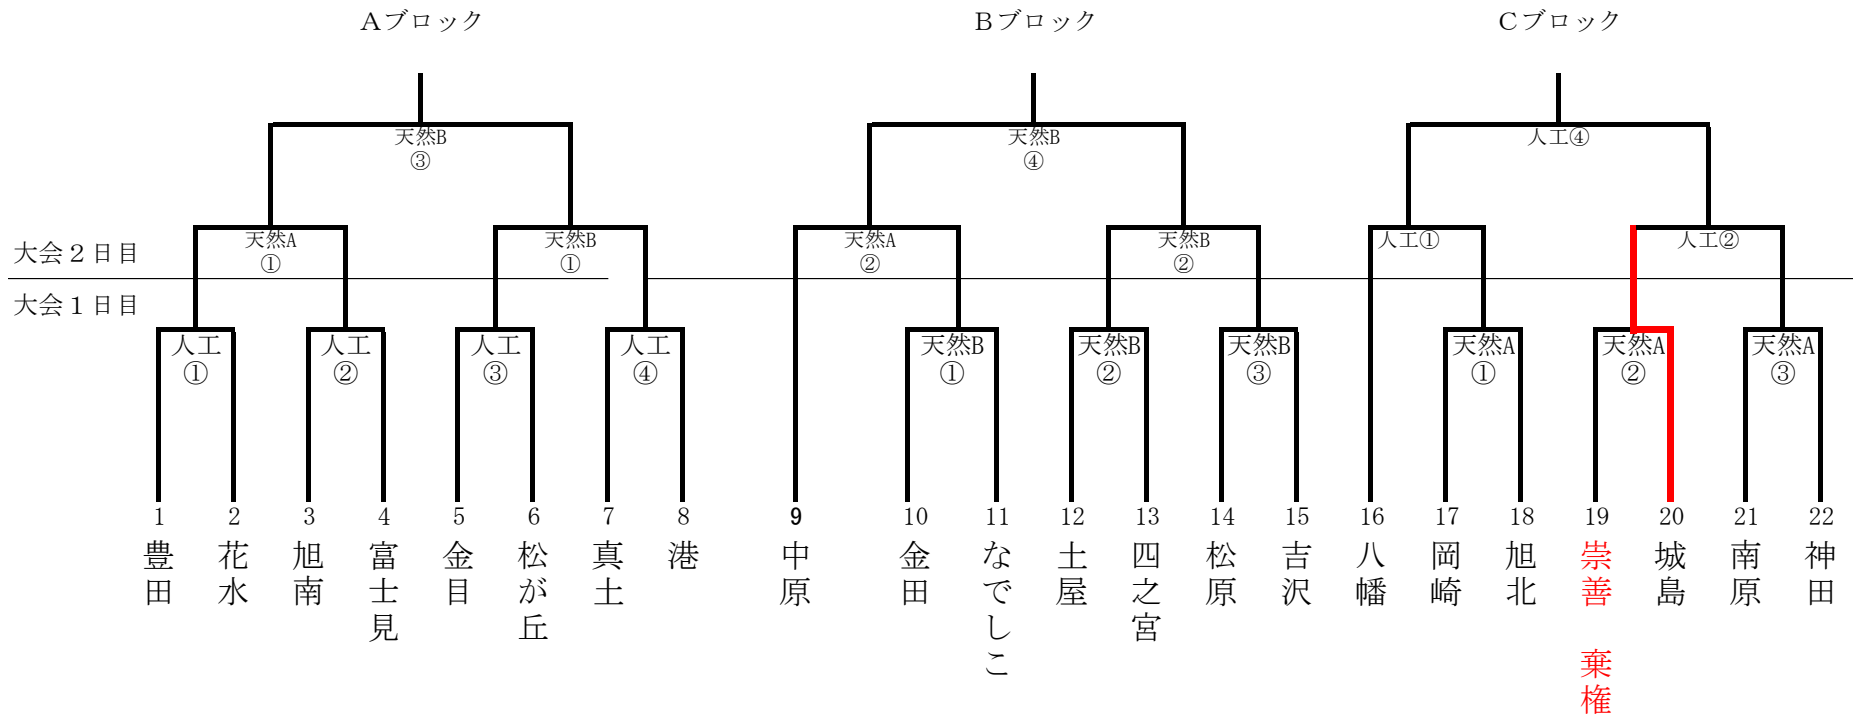 Aブロック
Bブロック
Cブロック
天然B
③
天然B
④
人工④
大会２日目
天然A
①
天然B
①
天然A
②
天然B
②
人工①
人工②
大会１日目
人工
①
人工
②
人工
③
人工
④
天然B
①
天然B
②
天然B
③
天然A
①
天然A
②
天然A
③
1 2 3 4 5 6 7 8 9 10 11 12 13 14 15 16 17 18 19 20 21 22
豊田
花水
旭南
富士見
金目
松が丘
真土
港
中原
金田
なでしこ
土屋
四之宮
松原
吉沢
八幡
岡崎
旭北
崇善 棄権
城島
南原
神田